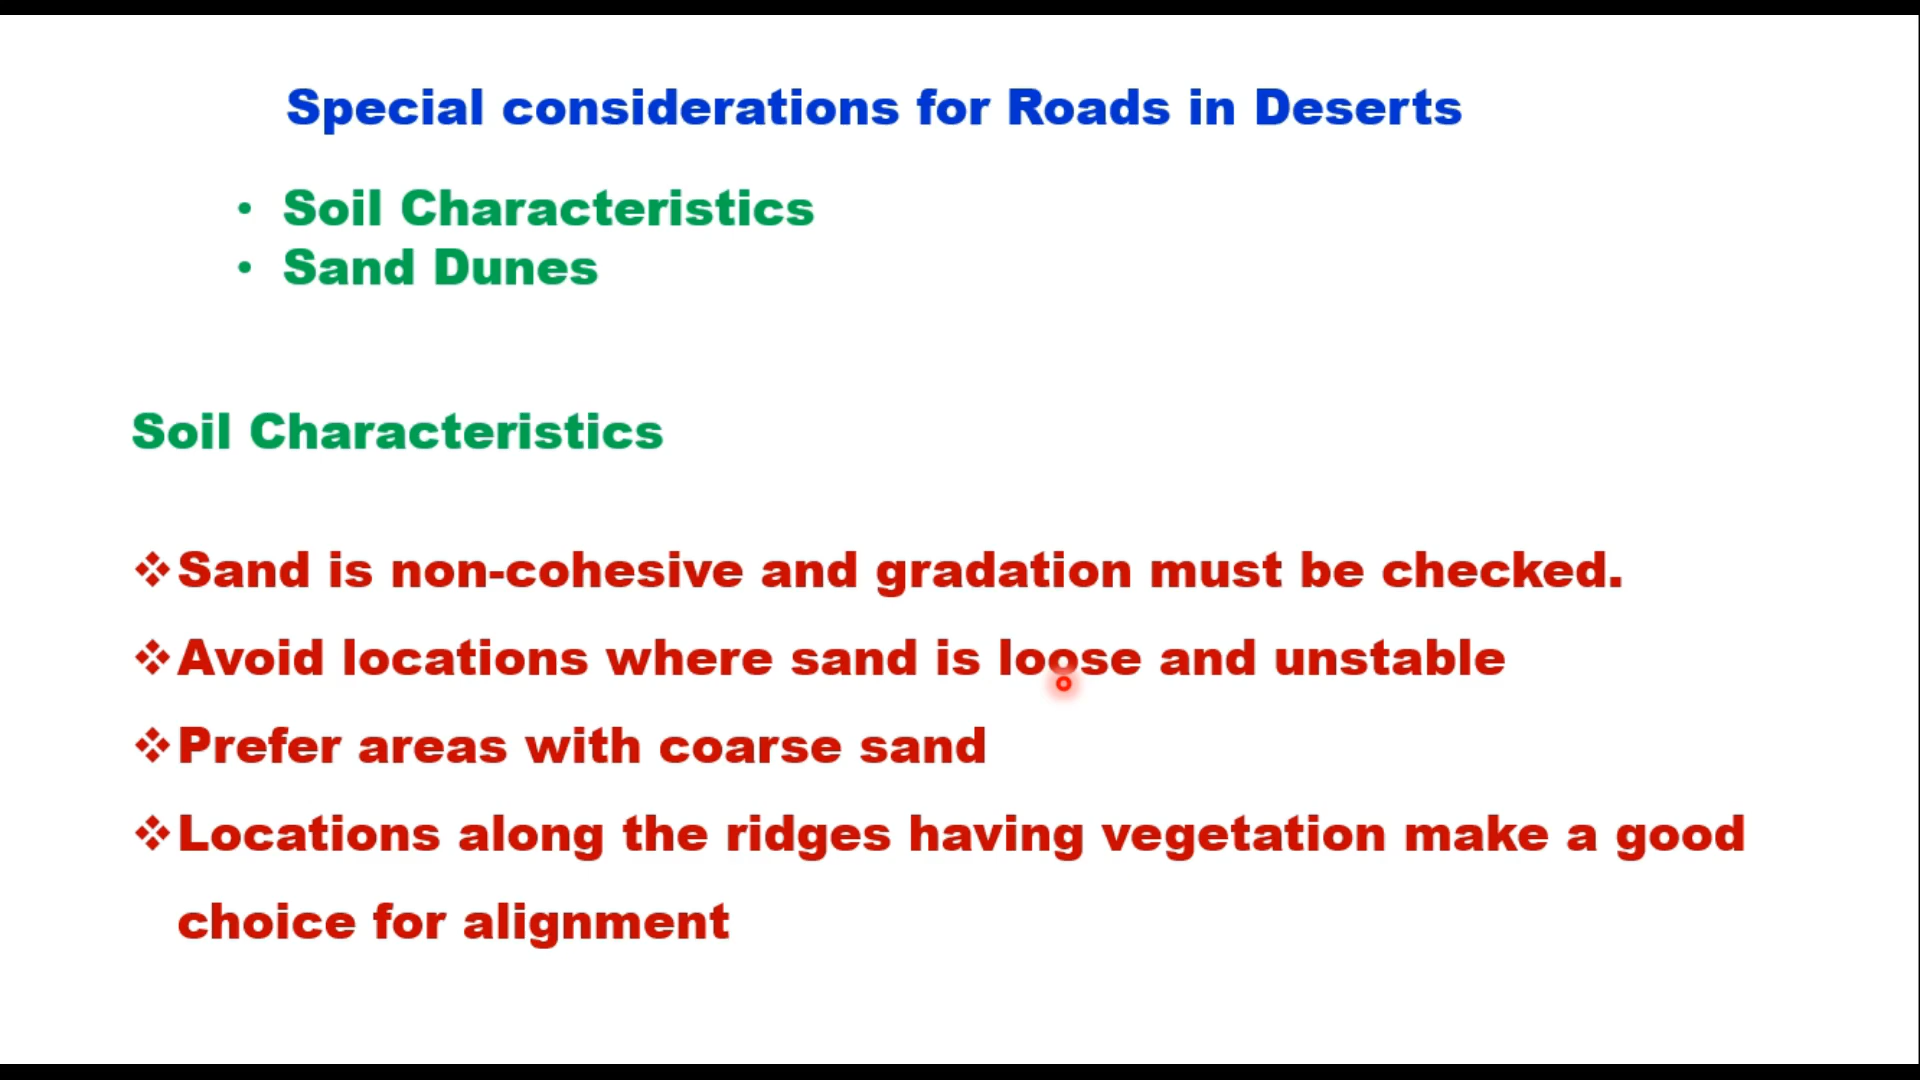 Special considerations for Roads in Deserts
• Soil Characteristics
• Sand Dunes
Soil Characteristics
❖Sand is non-cohesive and gradation must be checked.
❖Avoid locations where sand is loose and unstable
❖Prefer areas with coarse sand
❖Locations along the ridges having vegetation make a good
choice for alignment